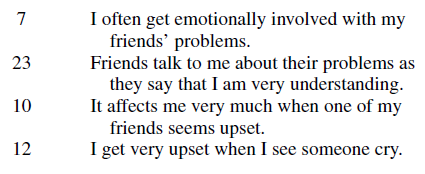 7 I often get emotionally involved with my
friends’ problems.
23 Friends talk to me about their problems as
they say that I am very understanding.
10 It affects me very much when one of my
friends seems upset.
12 I get very upset when I see someone cry.